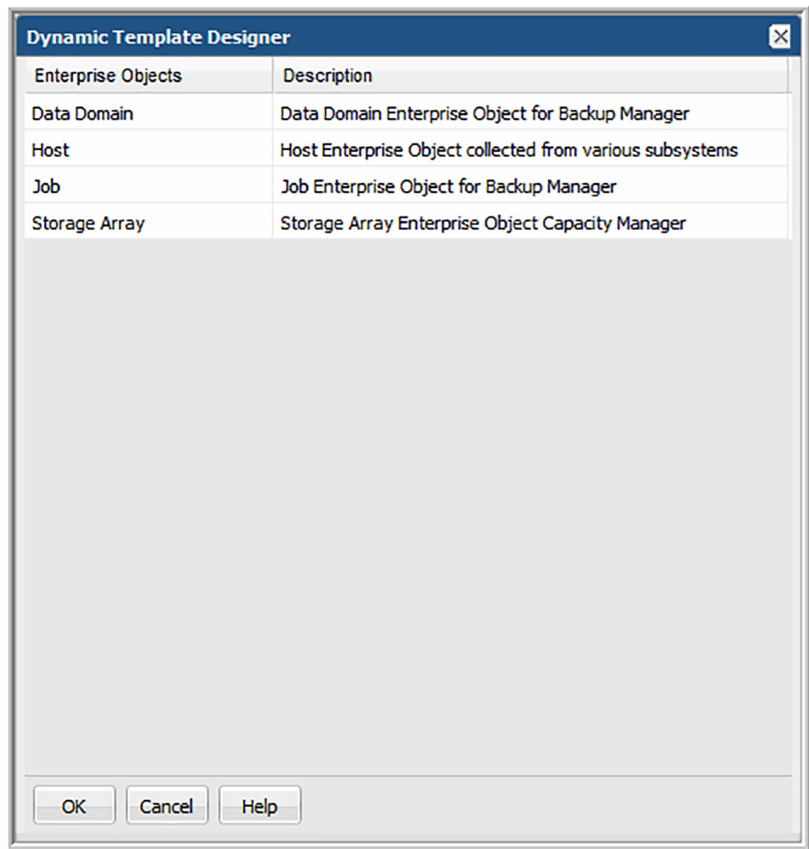 Dynamic Template Designer
Enterprise Objects Description
Data Domain Data Domain Enterprise Object for Backup Manager
Host Host Enterprise Object collected from various subsystems
Job Job Enterprise Object for Backup Manager
Storage Array Storage Array Enterprise Object Capacity Manager
OK Cancel Help